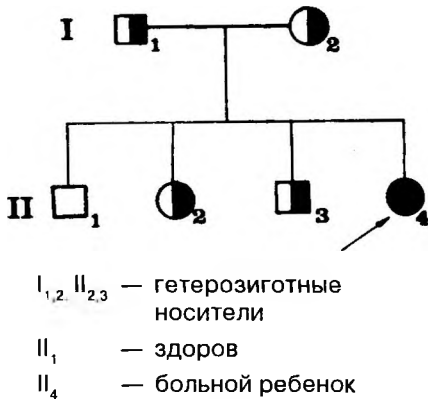 I 1 2
II 1 2 3 4
I₁,₂, II₂,₃ — гетерозиготные
носители
II₁ — здоров
II₄ — больной ребенок